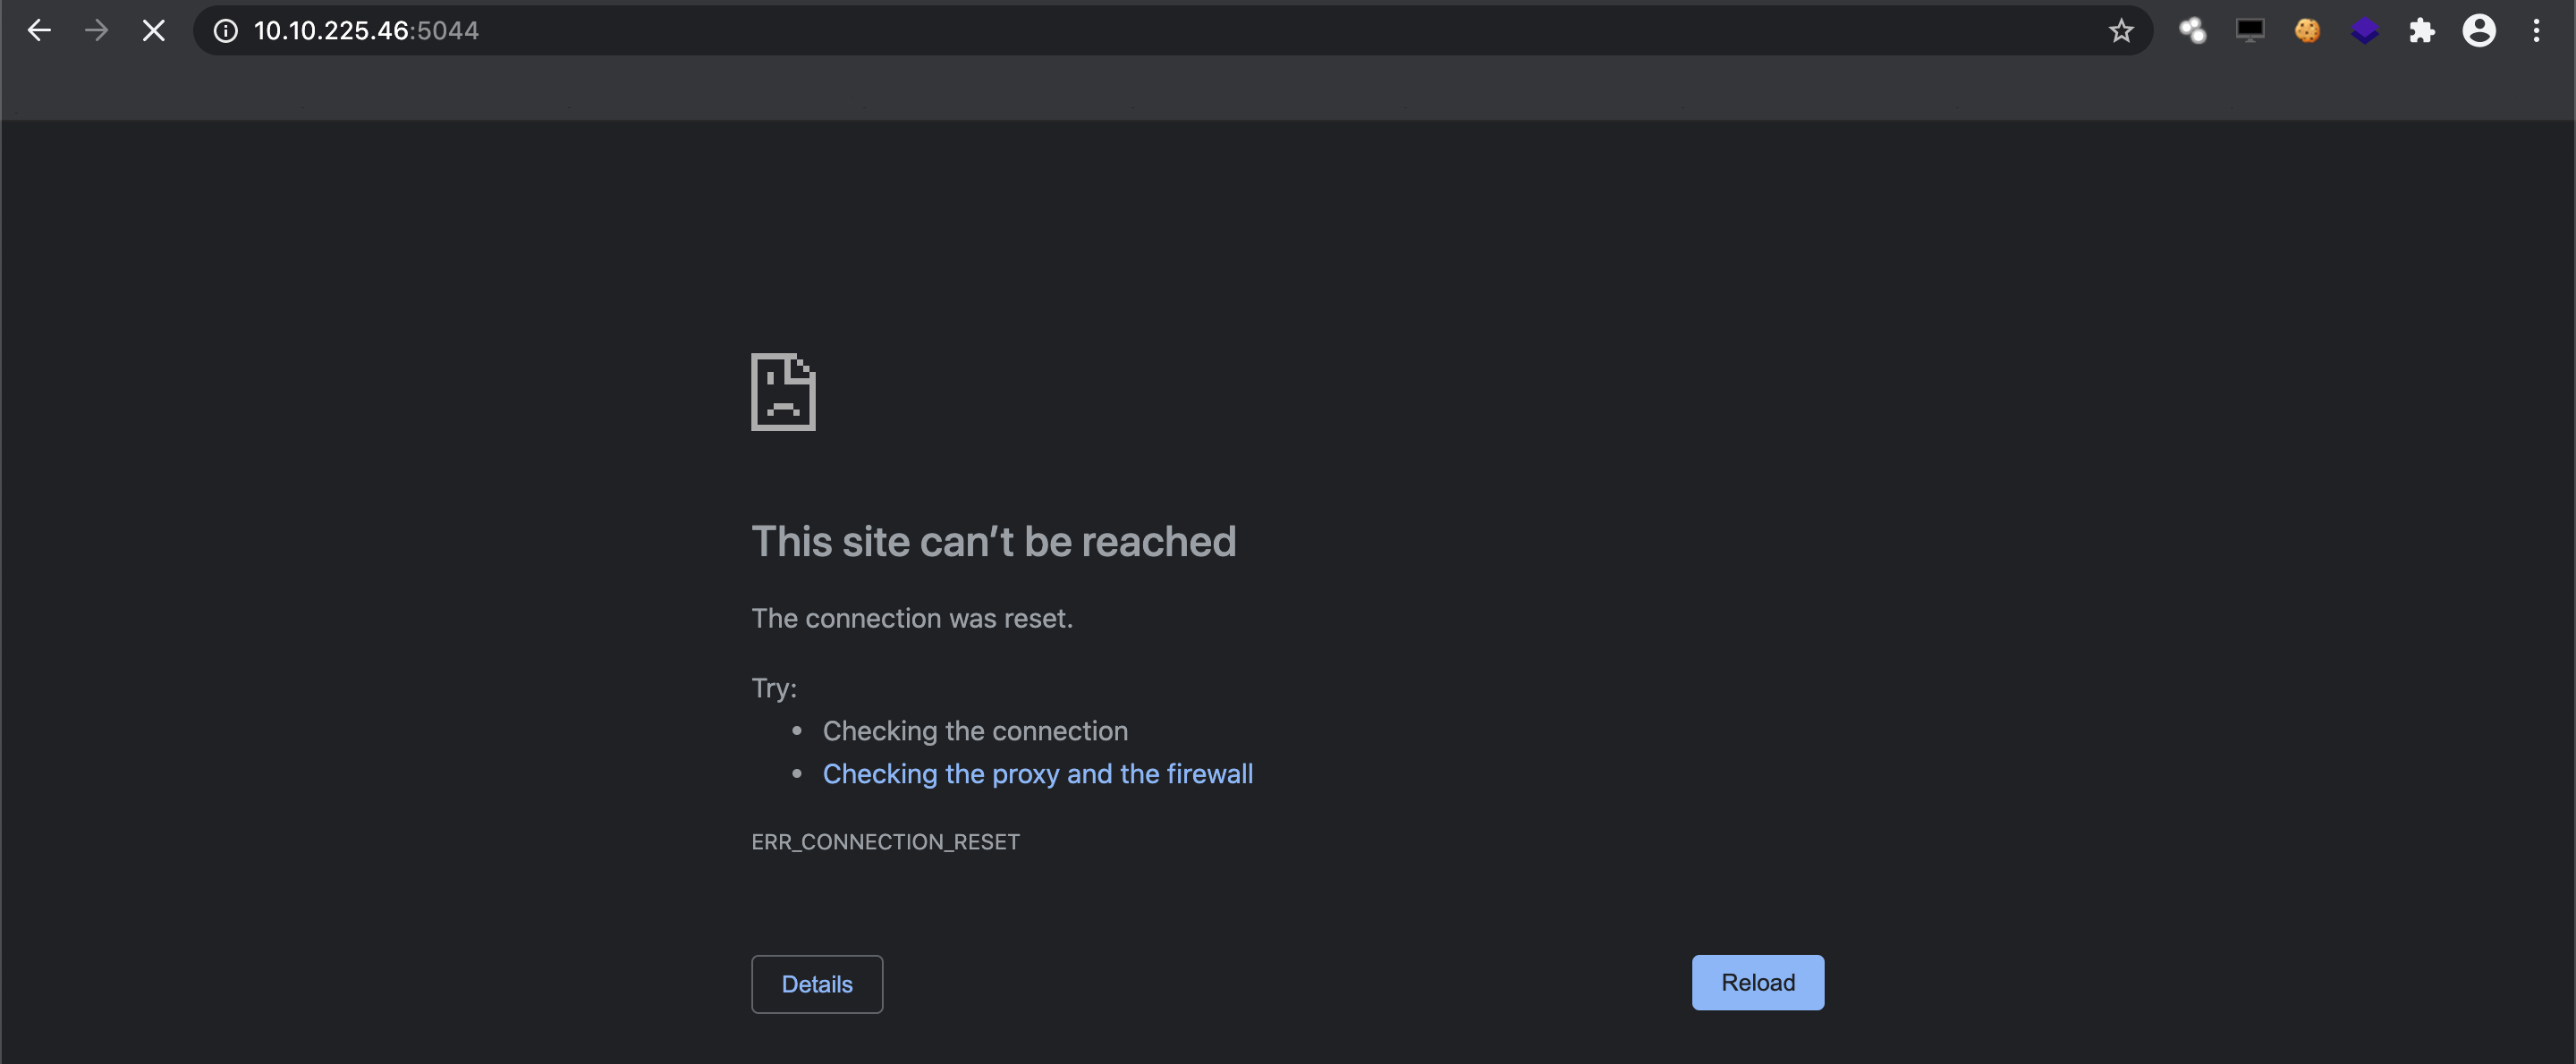 10.10.225.46:5044
This site can’t be reached
The connection was reset.
Try:
• Checking the connection
• Checking the proxy and the firewall
ERR_CONNECTION_RESET
Details
Reload